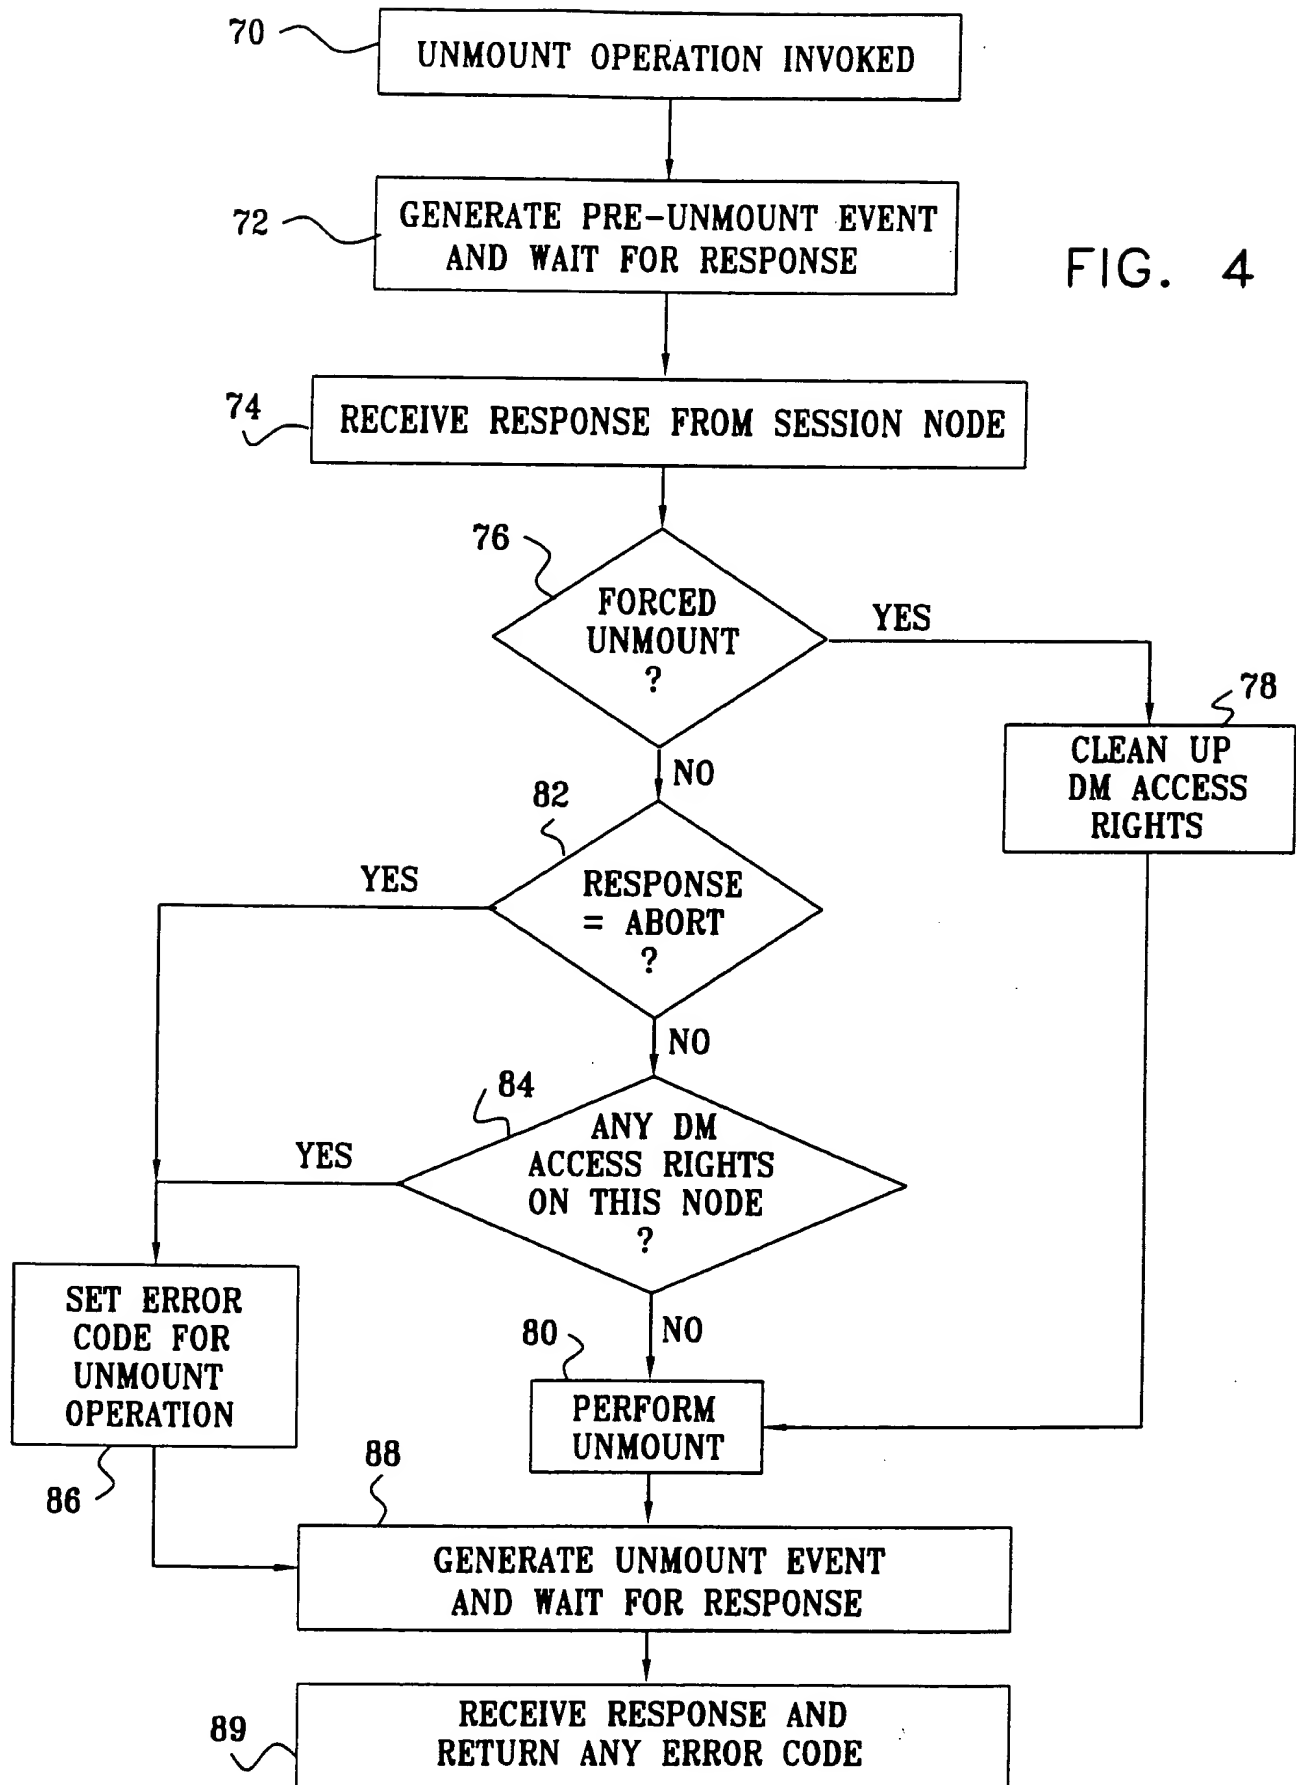 70
UNMOUNT OPERATION INVOKED
72
GENERATE PRE-UNMOUNT EVENT
AND WAIT FOR RESPONSE
FIG. 4
74
RECEIVE RESPONSE FROM SESSION NODE
76
FORCED
UNMOUNT
?
YES
78
CLEAN UP
DM ACCESS
RIGHTS
NO
82
RESPONSE
= ABORT
?
YES
NO
84
ANY DM
ACCESS RIGHTS
ON THIS NODE
?
YES
SET ERROR
CODE FOR
UNMOUNT
OPERATION
86
NO
80
PERFORM
UNMOUNT
88
GENERATE UNMOUNT EVENT
AND WAIT FOR RESPONSE
89
RECEIVE RESPONSE AND
RETURN ANY ERROR CODE